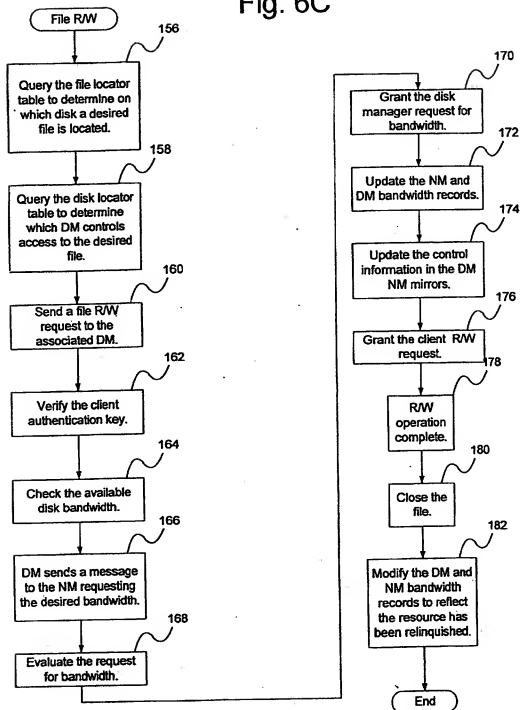 Fig. 6C
File R/W
156
Query the file locator
table to determine on
which disk a desired
file is located.
158
Query the disk locator
table to determine
which DM controls
access to the desired
file.
160
Send a file R/W
request to the
associated DM.
162
Verify the client
authentication key.
164
Check the available
disk bandwidth.
166
DM sends a message
to the NM requesting
the desired bandwidth.
168
Evaluate the request
for bandwidth.
170
Grant the disk
manager request for
bandwidth.
172
Update the NM and
DM bandwidth records.
174
Update the control
information in the DM
NM mirrors.
176
Grant the client R/W
request.
178
R/W
operation
complete.
180
Close the
file.
182
Modify the DM and
NM bandwidth
records to reflect
the resource has
been relinquished.
End